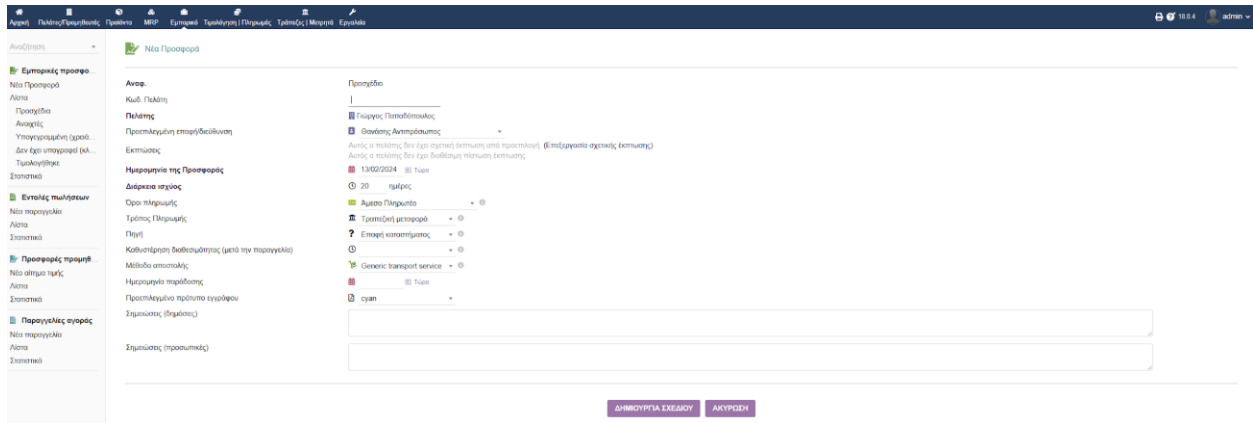 Αρχική Πελάτες/Προμηθευτές Προϊόντα MRP Εμπορικό Τιμολόγηση | Πληρωμές Τράπεζες | Μετρητά Εργαλεία 18.0.4 admin
Αναζήτηση
Νέα Προσφορά
Εμπορικές προσφο...
Νέα Προσφορά
Λίστα
Προσχέδια
Ανοιχτές
Υπογεγραμμένη (χρειά...
Δεν έχει υπογραφεί (κλ...
Τιμολογήθηκε
Στατιστικά
Εντολές πωλήσεων
Νέα παραγγελία
Λίστα
Στατιστικά
Προσφορές προμηθ...
Νέο αίτημα τιμής
Λίστα
Στατιστικά
Παραγγελίες αγοράς
Νέα παραγγελία
Λίστα
Στατιστικά
Αναφ. Προσχέδιο
Κωδ. Πελάτη
Πελάτης Γιώργος Παπαδόπουλος
Προεπιλεγμένη επαφή/διεύθυνση Θανάσης Αντιπρόσωπος
Εκπτώσεις Αυτός ο πελάτης δεν έχει σχετική έκπτωση από προεπιλογή. (Επεξεργασία σχετικής έκπτωσης)
Αυτός ο πελάτης δεν έχει διαθέσιμη πίστωση έκπτωσης.
Ημερομηνία της Προσφοράς 13/02/2024 Τώρα
Διάρκεια ισχύος 20 ημέρες
Όροι πληρωμής Άμεσα Πληρωτέο
Τρόπος Πληρωμής Τραπεζική μεταφορά
Πηγή Επαφή καταστήματος
Καθυστέρηση διαθεσιμότητας (μετά την παραγγελία)
Μέθοδο αποστολής Generic transport service
Ημερομηνία παράδοσης Τώρα
Προεπιλεγμένο πρότυπο εγγράφου cyan
Σημειώσεις (δημόσιες)
Σημειώσεις (προσωπικές)
ΔΗΜΙΟΥΡΓΙΑ ΣΧΕΔΙΟΥ ΑΚΥΡΩΣΗ